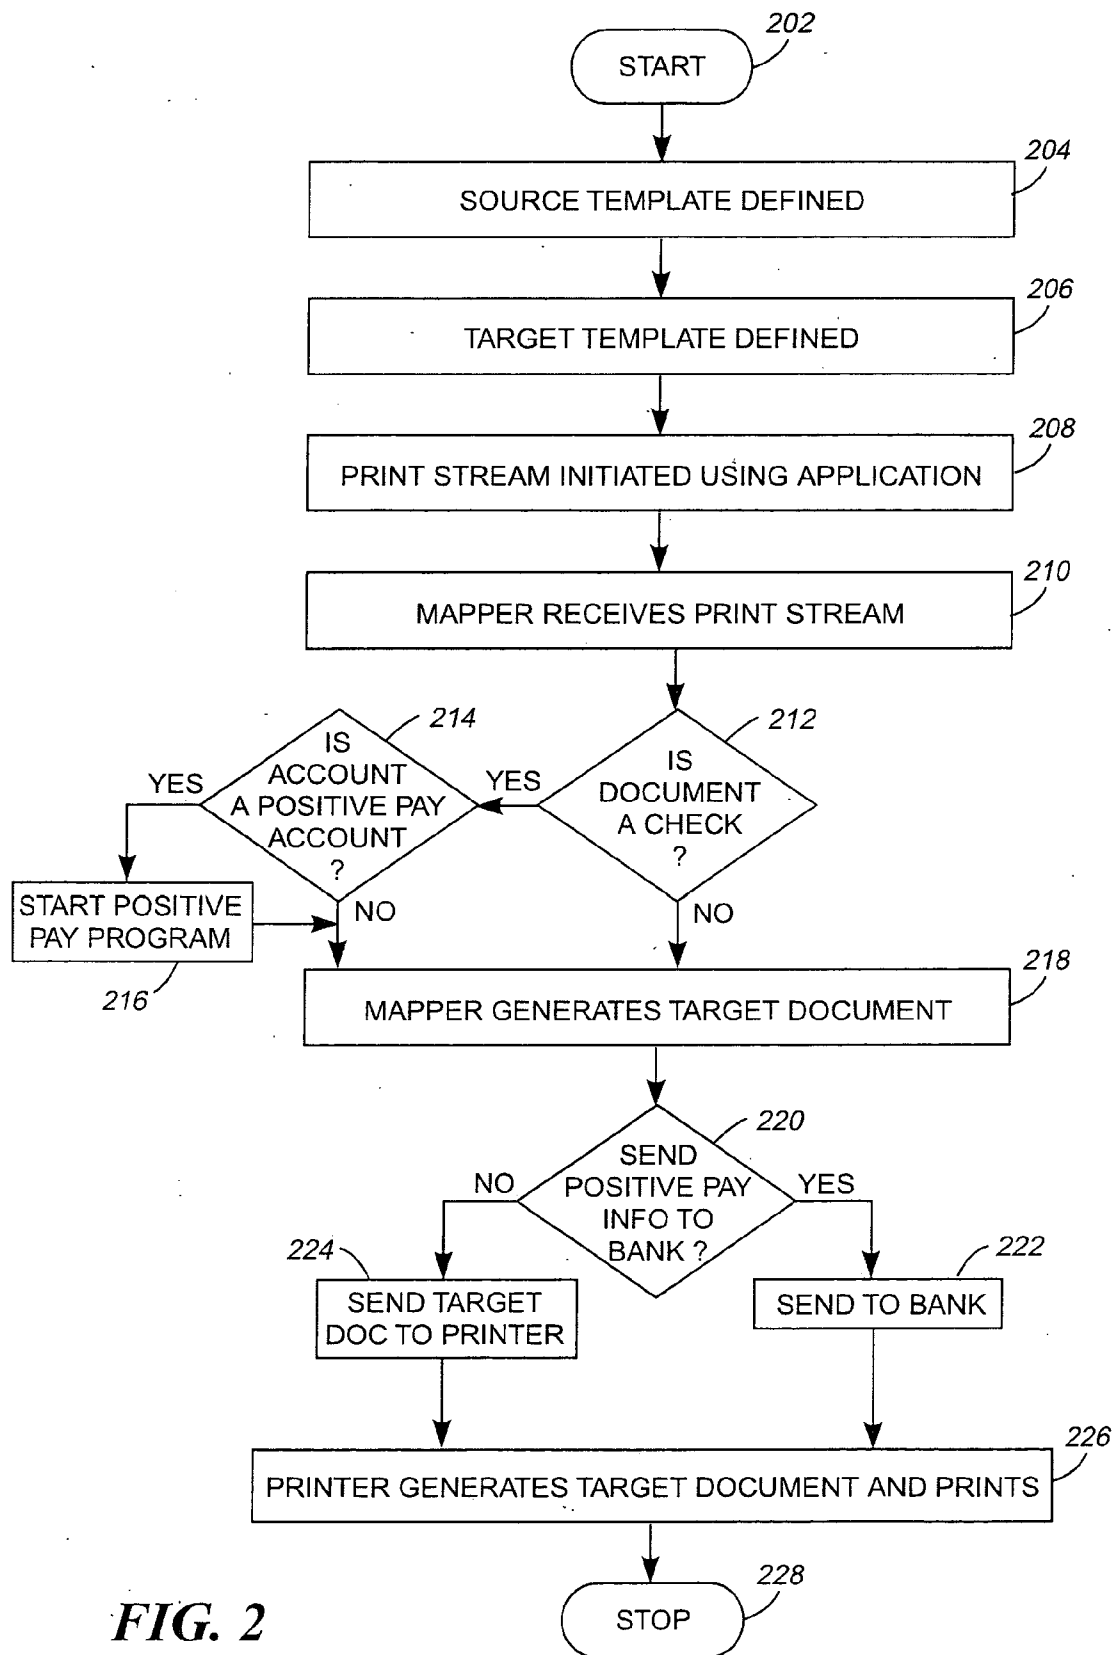 202
START
204
SOURCE TEMPLATE DEFINED
206
TARGET TEMPLATE DEFINED
208
PRINT STREAM INITIATED USING APPLICATION
210
MAPPER RECEIVES PRINT STREAM
214
IS
ACCOUNT
A POSITIVE PAY
ACCOUNT
?
YES
212
IS
DOCUMENT
A CHECK
?
YES
START POSITIVE
PAY PROGRAM
216
NO
NO
218
MAPPER GENERATES TARGET DOCUMENT
220
SEND
POSITIVE PAY
INFO TO
BANK ?
NO
YES
224
SEND TARGET
DOC TO PRINTER
222
SEND TO BANK
226
PRINTER GENERATES TARGET DOCUMENT AND PRINTS
228
STOP
FIG. 2